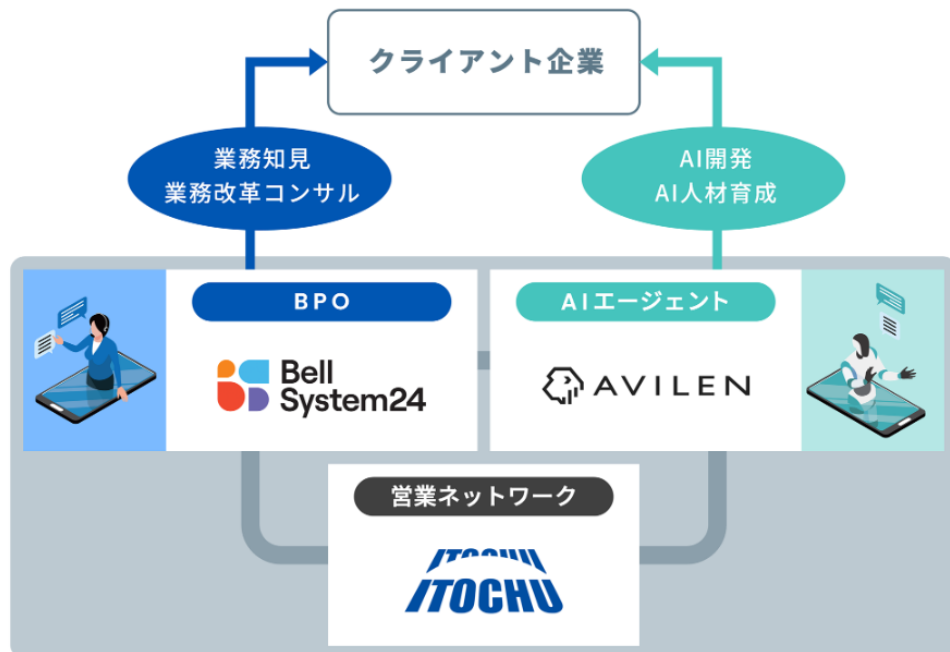 クライアント企業
業務知見
業務改革コンサル
AI開発
AI人材育成
BPO
AIエージェント
Bell
System24
AVILEN
営業ネットワーク
ITOCHU
ITOCHU